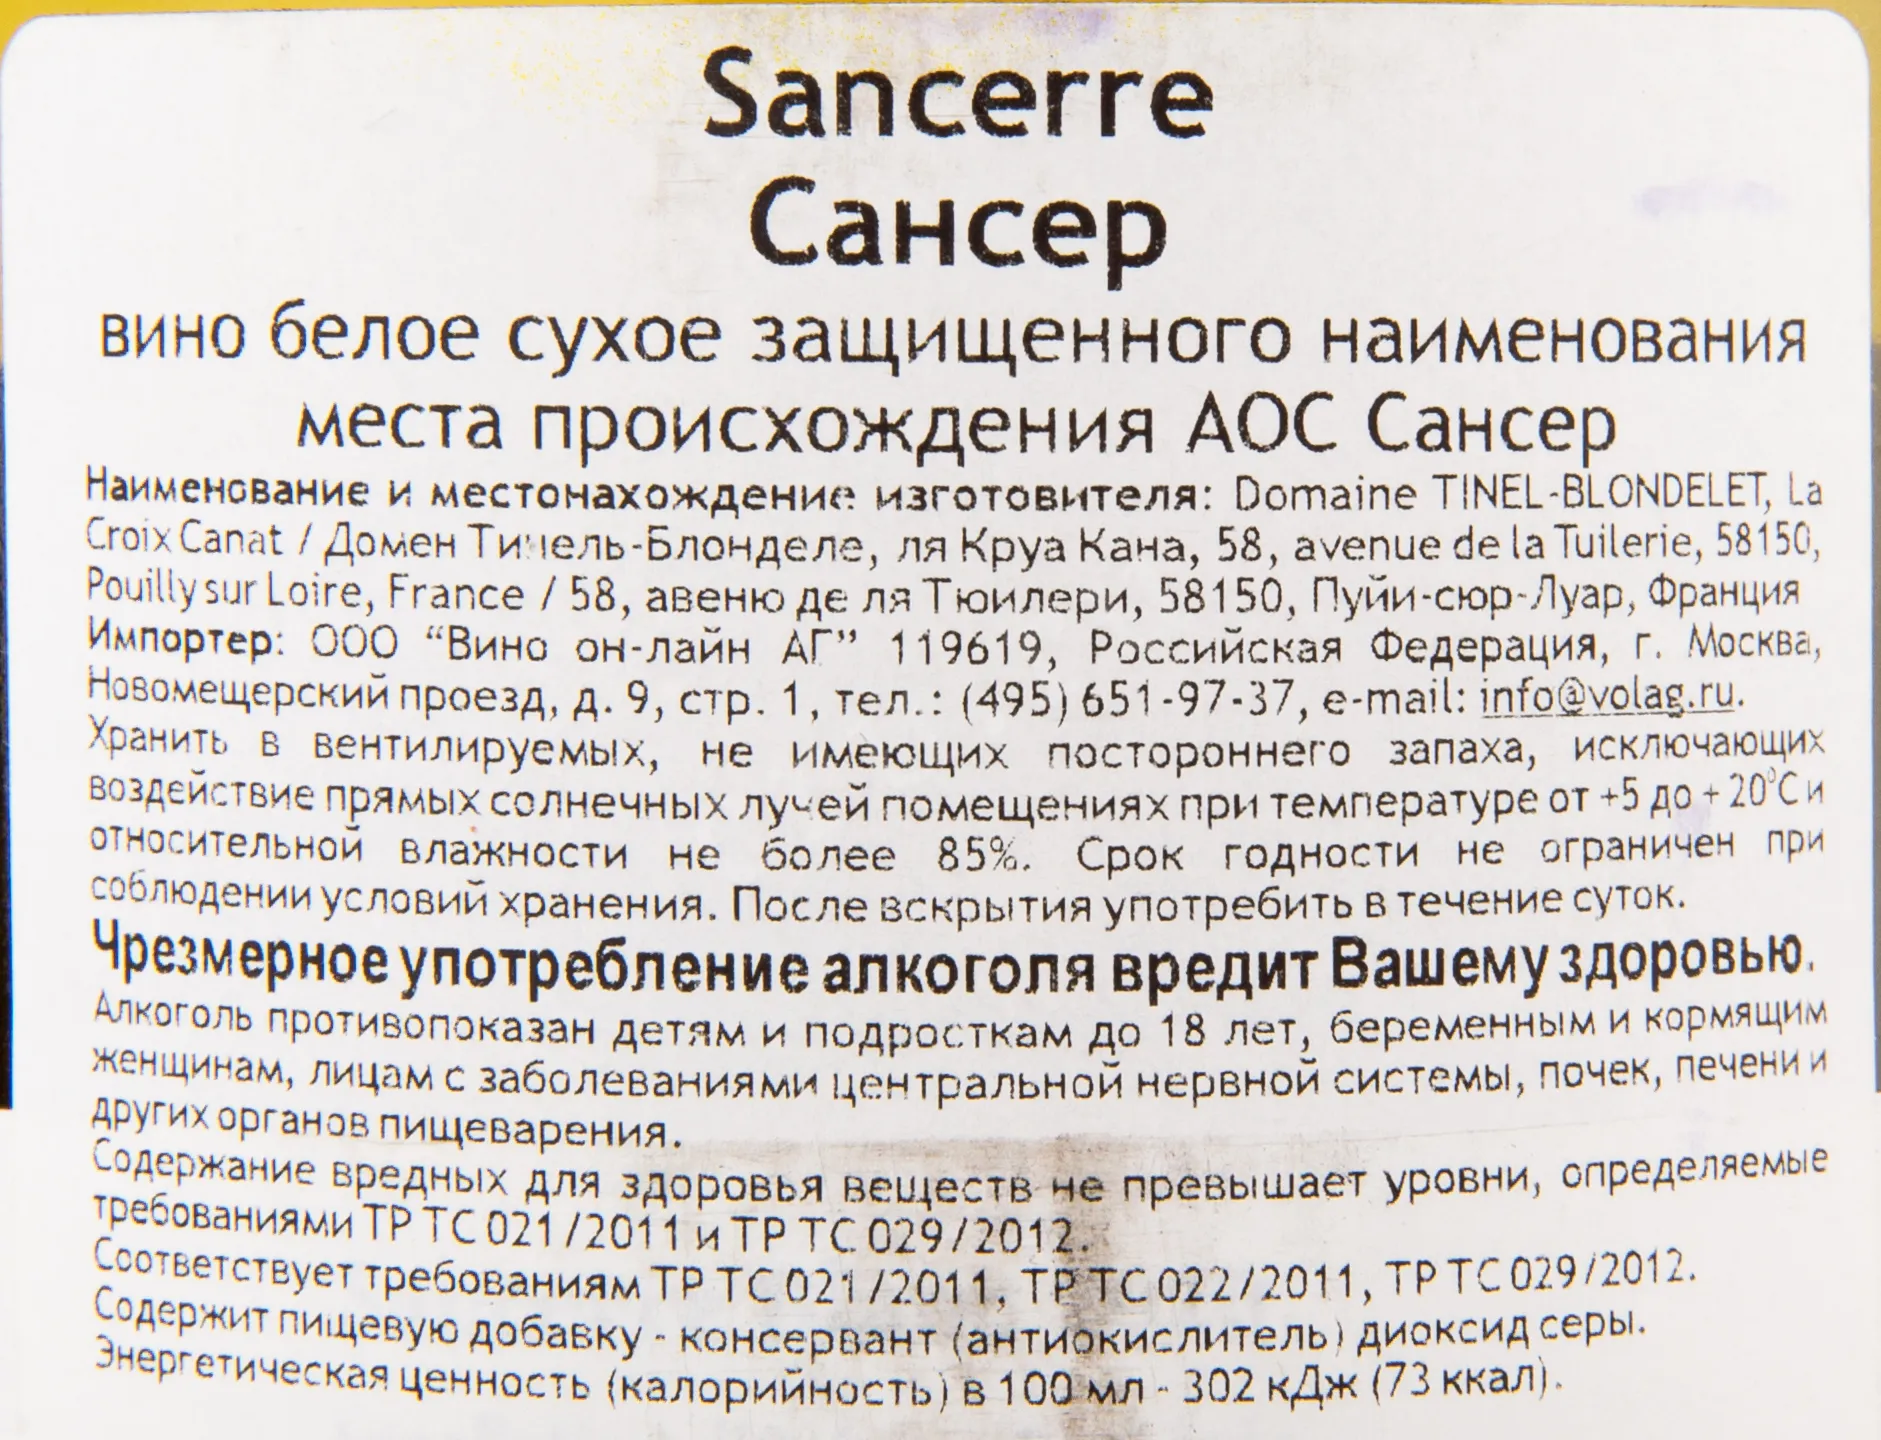 Sancerre
Сансер
вино белое сухое защищенного наименования
места происхождения АОС Сансер
Наименование и местонахождение изготовителя: Domaine TINEL-BLONDELET, La
Croix Canat / Домен Тинель-Блонделе, ля Круа Кана, 58, avenue de la Tuilerie, 58150,
Pouilly sur Loire, France / 58, авеню де ля Тюилери, 58150, Пуйи-сюр-Луар, Франция
Импортер: ООО “Вино он-лайн АГ” 119619, Российская Федерация, г. Москва,
Новомещерский проезд, д. 9, стр. 1, тел.: (495) 651-97-37, e-mail: info@volag.ru.
Хранить в вентилируемых, не имеющих постороннего запаха, исключающих
воздействие прямых солнечных лучей помещениях при температуре от +5 до + 20°С и
относительной влажности не более 85%. Срок годности не ограничен при
соблюдении условий хранения. После вскрытия употребить в течение суток.
Чрезмерное употребление алкоголя вредит Вашему здоровью.
Алкоголь противопоказан детям и подросткам до 18 лет, беременным и кормящим
женщинам, лицам с заболеваниями центральной нервной системы, почек, печени и
других органов пищеварения.
Содержание вредных для здоровья веществ не превышает уровни, определяемые
требованиями ТР ТС 021/2011 и ТР ТС 029/2012.
Соответствует требованиям ТР ТС 021/2011, ТР ТС 022/2011, ТР ТС 029/2012.
Содержит пищевую добавку - консервант (антиокислитель) диоксид серы.
Энергетическая ценность (калорийность) в 100 мл - 302 кДж (73 ккал).